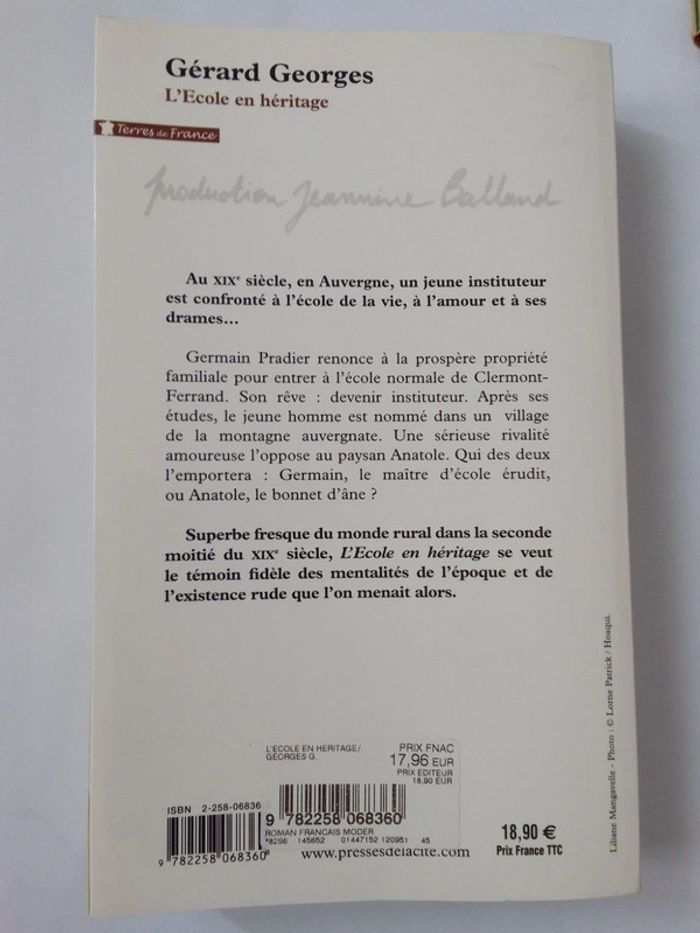 Gérard Georges
L'Ecole en héritage
Terres de France
production Jeannine Balland
Au XIXe siècle, en Auvergne, un jeune instituteur
est confronté à l'école de la vie, à l'amour et à ses
drames...
Germain Pradier renonce à la prospère propriété
familiale pour entrer à l'école normale de Clermont-
Ferrand. Son rêve : devenir instituteur. Après ses
études, le jeune homme est nommé dans un village
de la montagne auvergnate. Une sérieuse rivalité
amoureuse l'oppose au paysan Anatole. Qui des deux
l'emportera : Germain, le maître d'école érudit,
ou Anatole, le bonnet d'âne ?
Superbe fresque du monde rural dans la seconde
moitié du XIXe siècle, L'Ecole en héritage se veut
le témoin fidèle des mentalités de l'époque et de
l'existence rude que l'on menait alors.
Liliane Mangavelle - Photo : © Lorne Patrick / Hoaqui.
L'ECOLE EN HERITAGE/
GEORGES G.
PRIX FNAC
17,96 EUR
PRIX EDITEUR
18,90 EUR
ISBN 2-258-06836
9 782258 068360
ROMAN FRANCAIS MODER
*8296 145652 01447152 120951 45
9 782258 068360
www.pressesdelacite.com
18,90 €
Prix France TTC